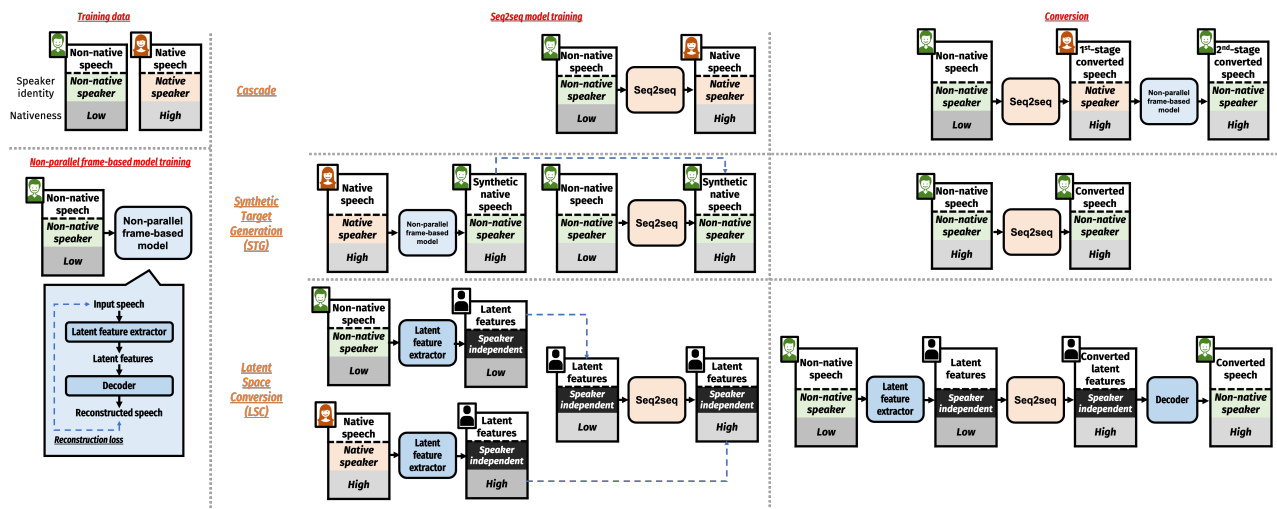 Training data
Non-native
speech
Non-native
speaker
Low
Native
speech
Native
speaker
High
Speaker
identity
Nativeness
Non-parallel frame-based model training
Non-native
speech
Non-native
speaker
Low
Non-parallel
frame-based
model
Input speech
Latent feature extractor
Latent features
Decoder
Reconstructed speech
Reconstruction loss
Seq2seq model training
Conversion
Cascade
Non-native
speech
Non-native
speaker
Low
Seq2seq
Native
speech
Native
speaker
High
Non-native
speech
Non-native
speaker
Low
Seq2seq
1st-stage
converted
speech
Native
speaker
High
Non-parallel
frame-based
model
2nd-stage
converted
speech
Non-native
speaker
High
Synthetic
Target
Generation
(STG)
Native
speech
Native
speaker
High
Non-parallel
frame-based
model
Synthetic
native
speech
Non-native
speaker
High
Non-native
speech
Non-native
speaker
Low
Seq2seq
Synthetic
native
speech
Non-native
speaker
High
Non-native
speech
Non-native
speaker
High
Seq2seq
Converted
speech
Non-native
speaker
High
Latent
Space
Conversion
(LSC)
Non-native
speech
Non-native
speaker
Low
Latent
feature
extractor
Latent
features
Speaker
independent
Low
Native
speech
Native
speaker
High
Latent
feature
extractor
Latent
features
Speaker
independent
High
Latent
features
Speaker
independent
Low
Seq2seq
Latent
features
Speaker
independent
High
Non-native
speech
Non-native
speaker
Low
Latent
feature
extractor
Latent
features
Speaker
independent
Low
Seq2seq
Converted
latent
features
Speaker
independent
High
Decoder
Converted
speech
Non-native
speaker
High